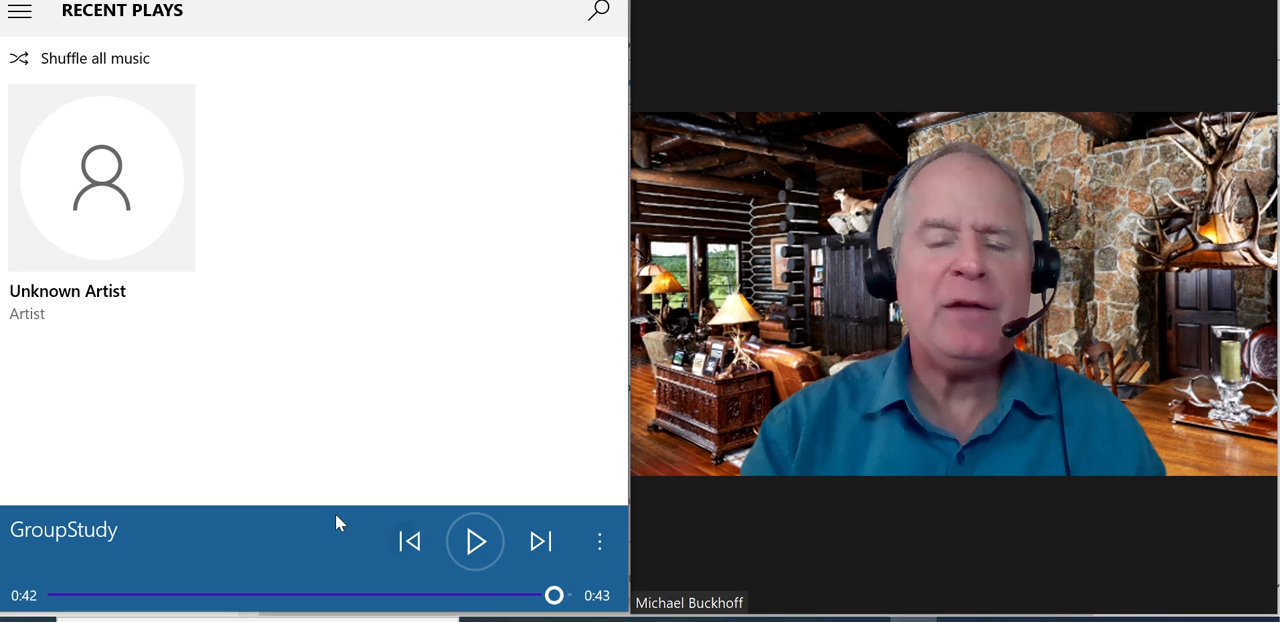 RECENT PLAYS
Shuffle all music
Unknown Artist
Artist
GroupStudy
0:42
0:43
Michael Buckhoff